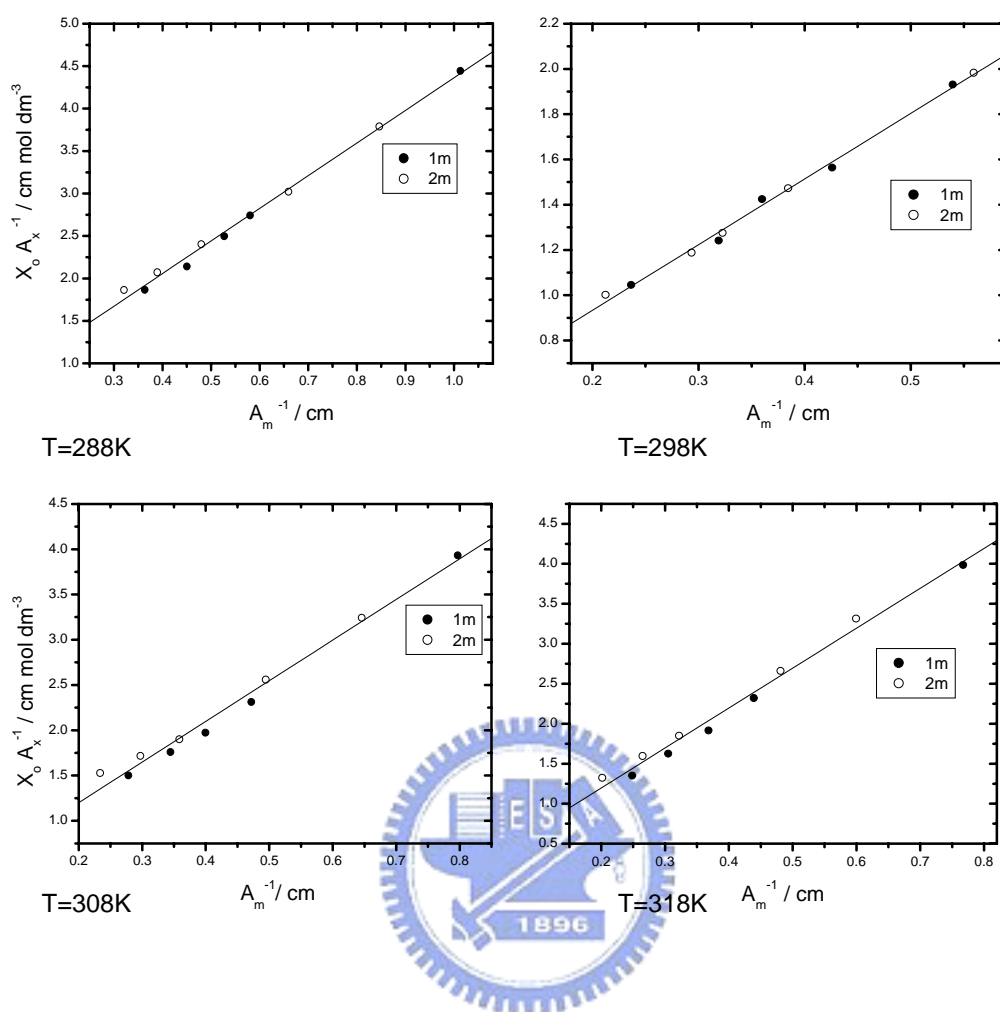 5.0
4.5
4.0
3.5
3.0
2.5
2.0
1.5
1.0
X_o A_x^-1 / cm mol dm^-3
0.3 0.4 0.5 0.6 0.7 0.8 0.9 1.0
A_m^-1 / cm
1m
2m
T=288K
2.2
2.0
1.8
1.6
1.4
1.2
1.0
0.8
0.2 0.3 0.4 0.5
A_m^-1 / cm
1m
2m
T=298K
4.5
4.0
3.5
3.0
2.5
2.0
1.5
1.0
X_o A_x^-1 / cm mol dm^-3
0.2 0.3 0.4 0.5 0.6 0.7 0.8
A_m^-1 / cm
1m
2m
T=308K
4.5
4.0
3.5
3.0
2.5
2.0
1.5
1.0
0.5
0.2 0.3 0.4 0.5 0.6 0.7 0.8
A_m^-1 / cm
1m
2m
T=318K
E S A
1896